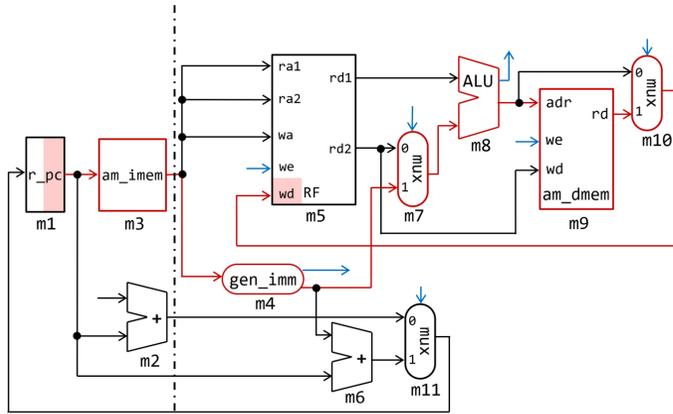 r_pc
m1
am_imem
m3
ra1
ra2
wa
we
wd RF
rd1
rd2
m5
0
mux
1
m7
ALU
m8
adr
we
wd
rd
am_dmem
m9
0
mux
1
m10
gen_imm
m4
+
m2
+
m6
0
mux
1
m11